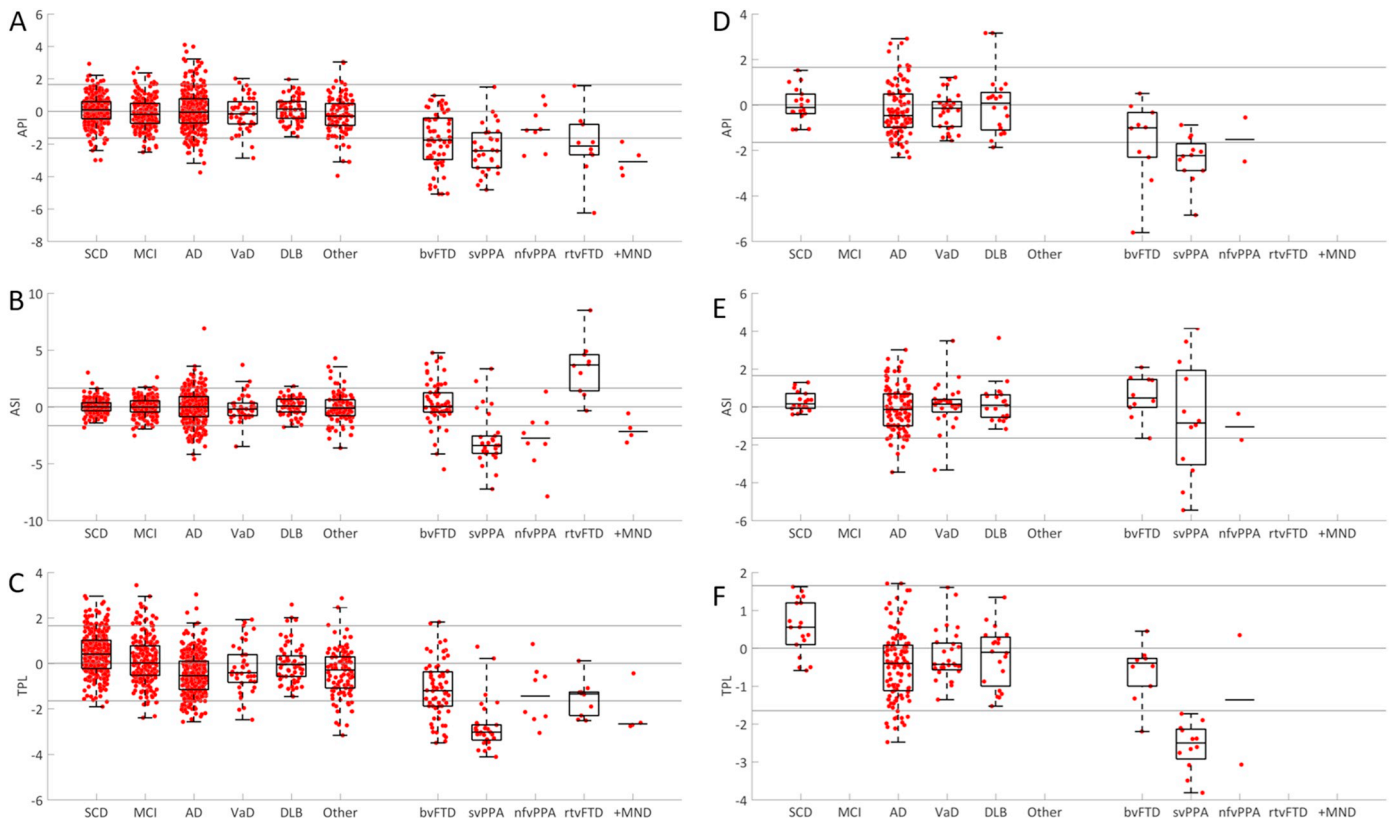 A
6
4
2
0
-2
-4
-6
-8
API
SCD MCI AD VaD DLB Other bvFTD svPPA nfvPPA rtvFTD +MND
B
10
5
0
-5
-10
ASI
SCD MCI AD VaD DLB Other bvFTD svPPA nfvPPA rtvFTD +MND
C
4
2
0
-2
-4
-6
TPL
SCD MCI AD VaD DLB Other bvFTD svPPA nfvPPA rtvFTD +MND
D
4
2
0
-2
-4
-6
API
SCD MCI AD VaD DLB Other bvFTD svPPA nfvPPA rtvFTD +MND
E
6
4
2
0
-2
-4
-6
ASI
SCD MCI AD VaD DLB Other bvFTD svPPA nfvPPA rtvFTD +MND
F
2
1
0
-1
-2
-3
-4
TPL
SCD MCI AD VaD DLB Other bvFTD svPPA nfvPPA rtvFTD +MND